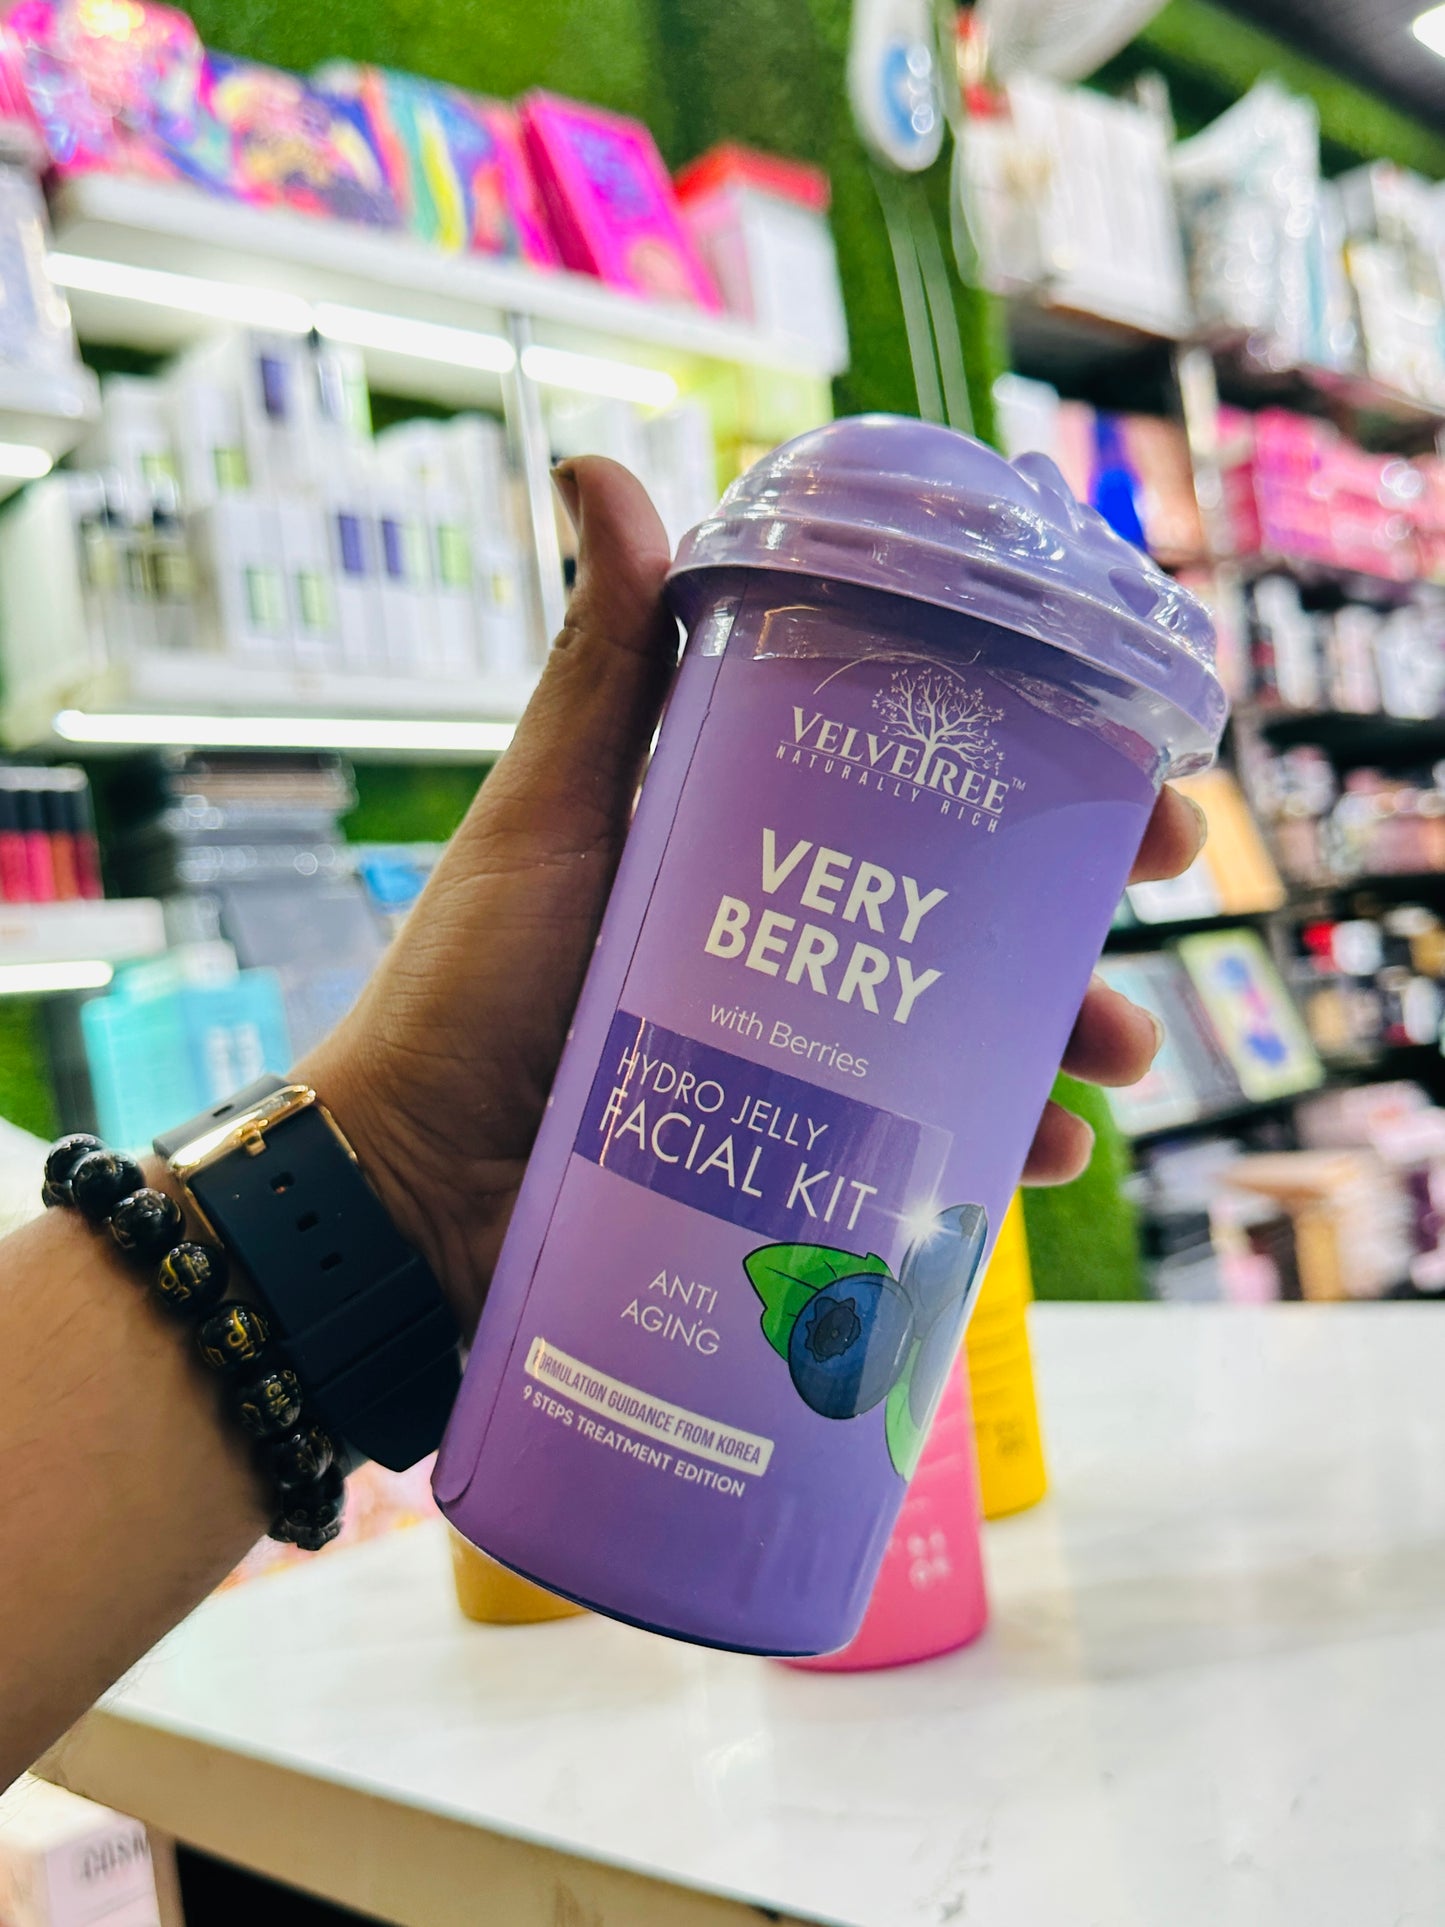 VELVETREE™
NATURALLY RICH
VERY
BERRY
with Berries
HYDRO JELLY
FACIAL KIT
ANTI
AGING
FORMULATION GUIDANCE FROM KOREA
9 STEPS TREATMENT EDITION